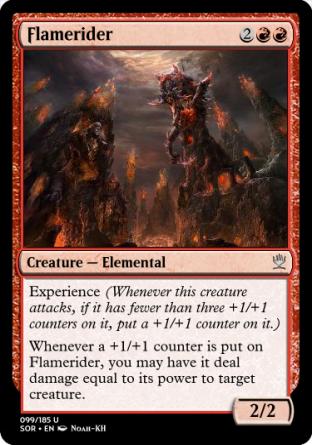 Flamerider 2
Creature — Elemental
Experience (Whenever this creature
attacks, if it has fewer than three +1/+1
counters on it, put a +1/+1 counter on it.)
Whenever a +1/+1 counter is put on
Flamerider, you may have it deal
damage equal to its power to target
creature.
2/2
099/185 U
SOR • EN Noah-KH